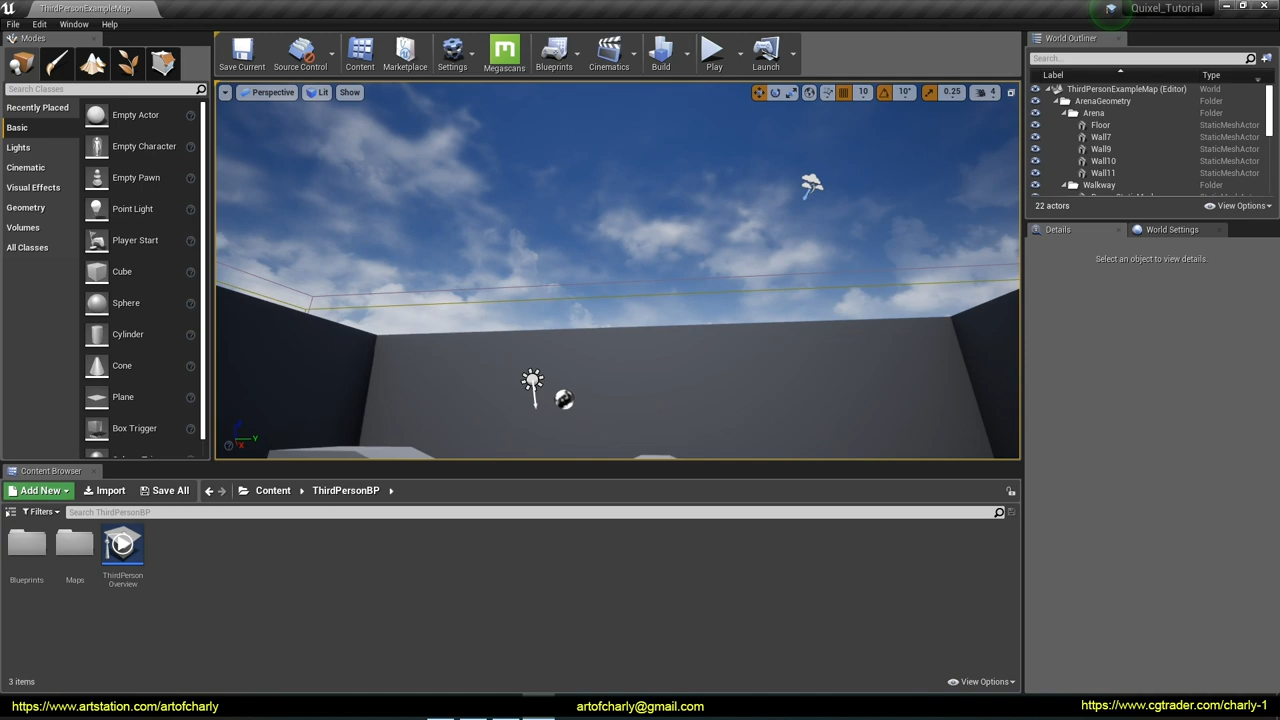 ThirdPersonExampleMap
Quixel_Tutorial
File Edit Window Help
Modes
Search Classes
Recently Placed
Basic
Lights
Cinematic
Visual Effects
Geometry
Volumes
All Classes
Empty Actor
Empty Character
Empty Pawn
Point Light
Player Start
Cube
Sphere
Cylinder
Cone
Plane
Box Trigger
Save Current
Source Control
Content
Marketplace
Settings
Megascans
Blueprints
Cinematics
Build
Play
Launch
Perspective Lit Show
10 10° 0.25 4
X Y
World Outliner
Search...
Label Type
ThirdPersonExampleMap (Editor) World
ArenaGeometry Folder
Arena Folder
Floor StaticMeshActor
Wall7 StaticMeshActor
Wall9 StaticMeshActor
Wall10 StaticMeshActor
Wall11 StaticMeshActor
Walkway Folder
22 actors View Options
Details World Settings
Select an object to view details.
Content Browser
Add New Import Save All Content ThirdPersonBP
Filters Search ThirdPersonBP
Blueprints
Maps
ThirdPerson
Overview
3 items View Options
https://www.artstation.com/artofcharly artofcharly@gmail.com https://www.cgtrader.com/charly-1